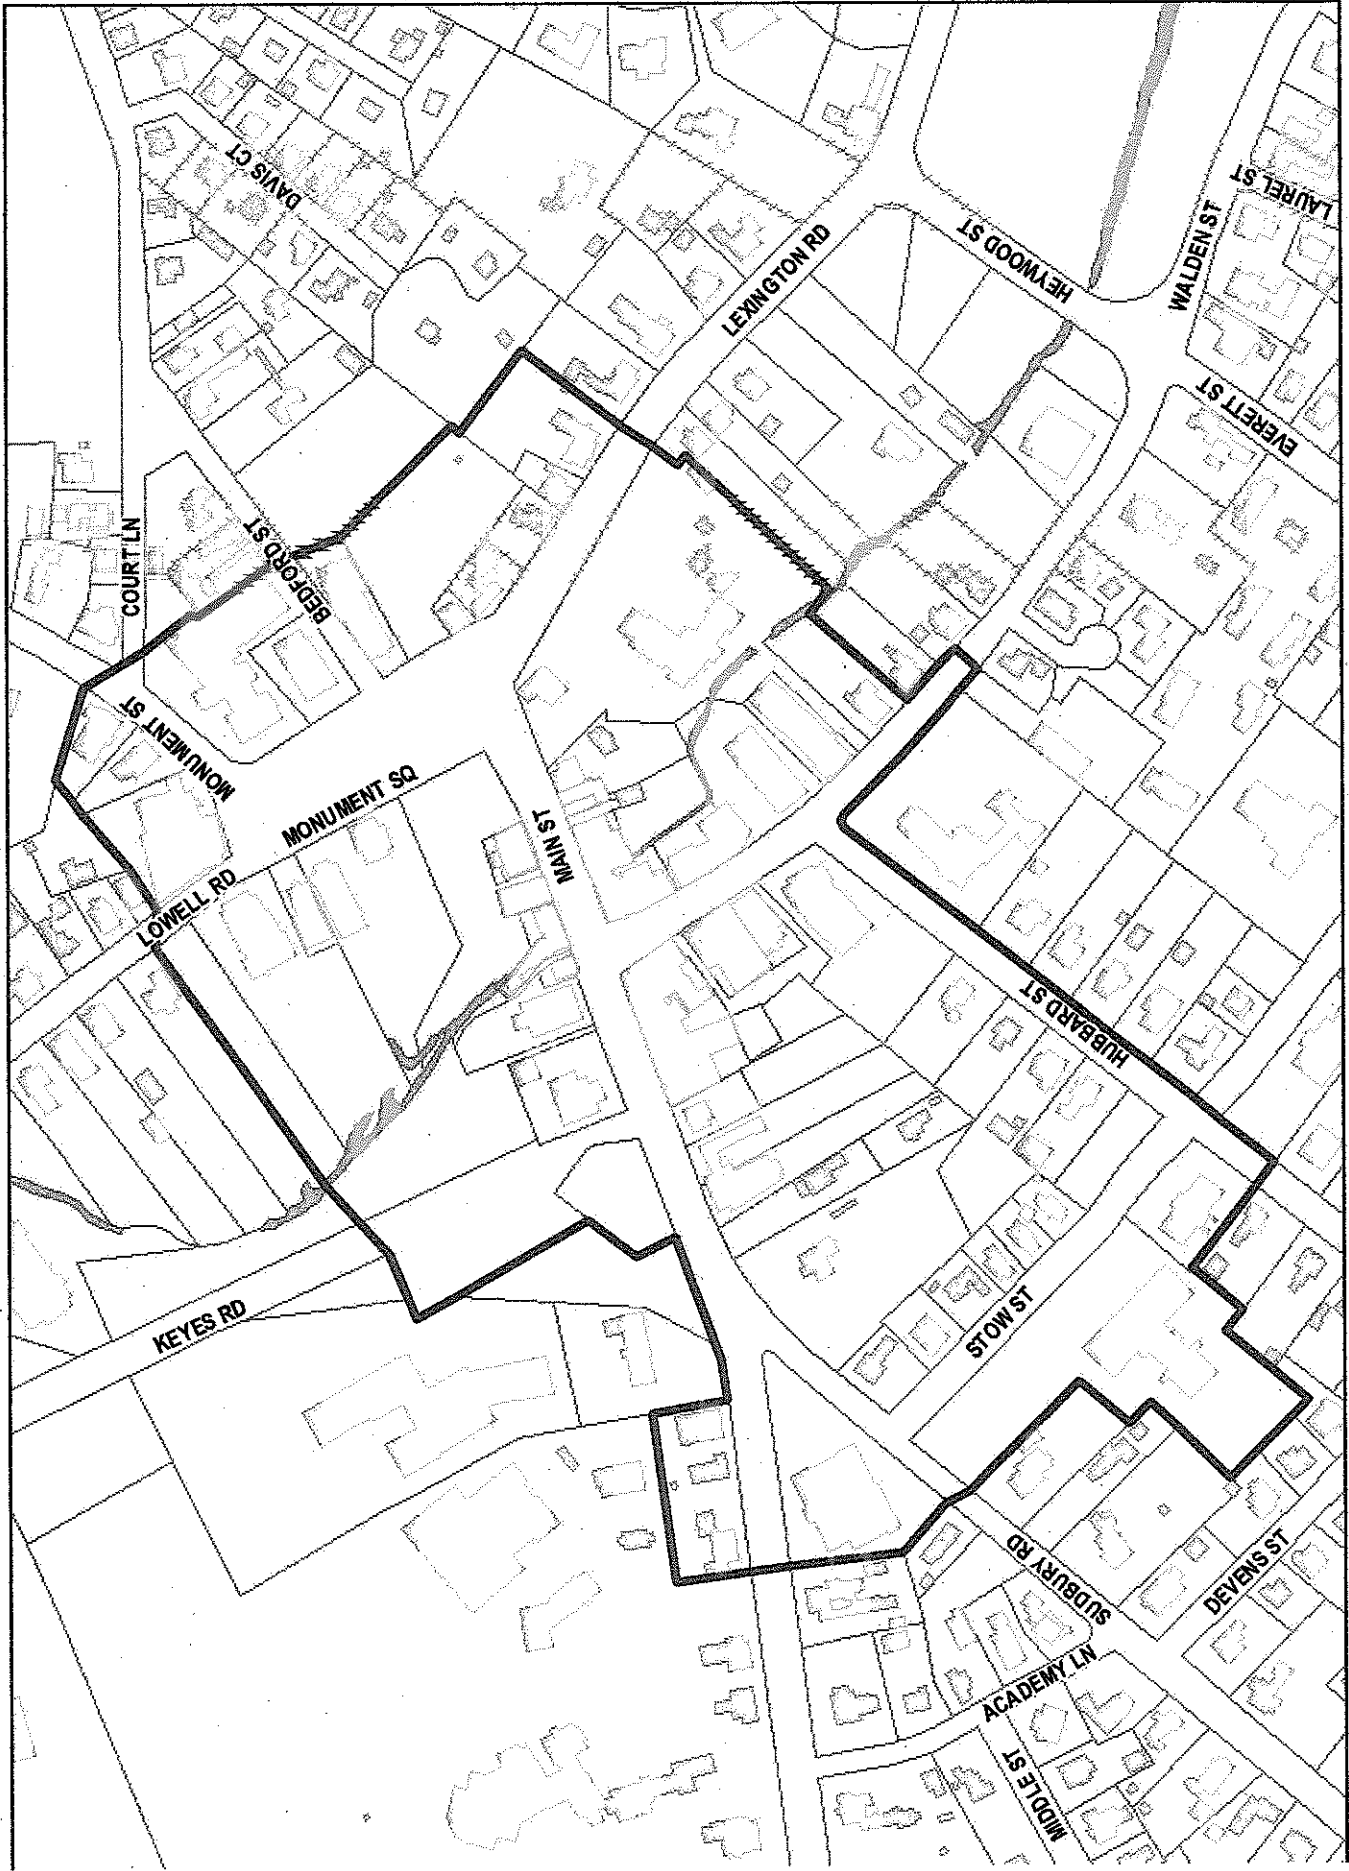 DAVIS CT
LAUREL ST
HEYWOOD ST
WALDEN ST
LEXINGTON RD
EVERETT ST
COURT LN
BEDFORD ST
MONUMENT ST
MONUMENT SQ
MAIN ST
LOWELL RD
HUBBARD ST
KEYES RD
STOW ST
SUDBURY RD
DEVENS ST
ACADEMY LN
MIDDLE ST